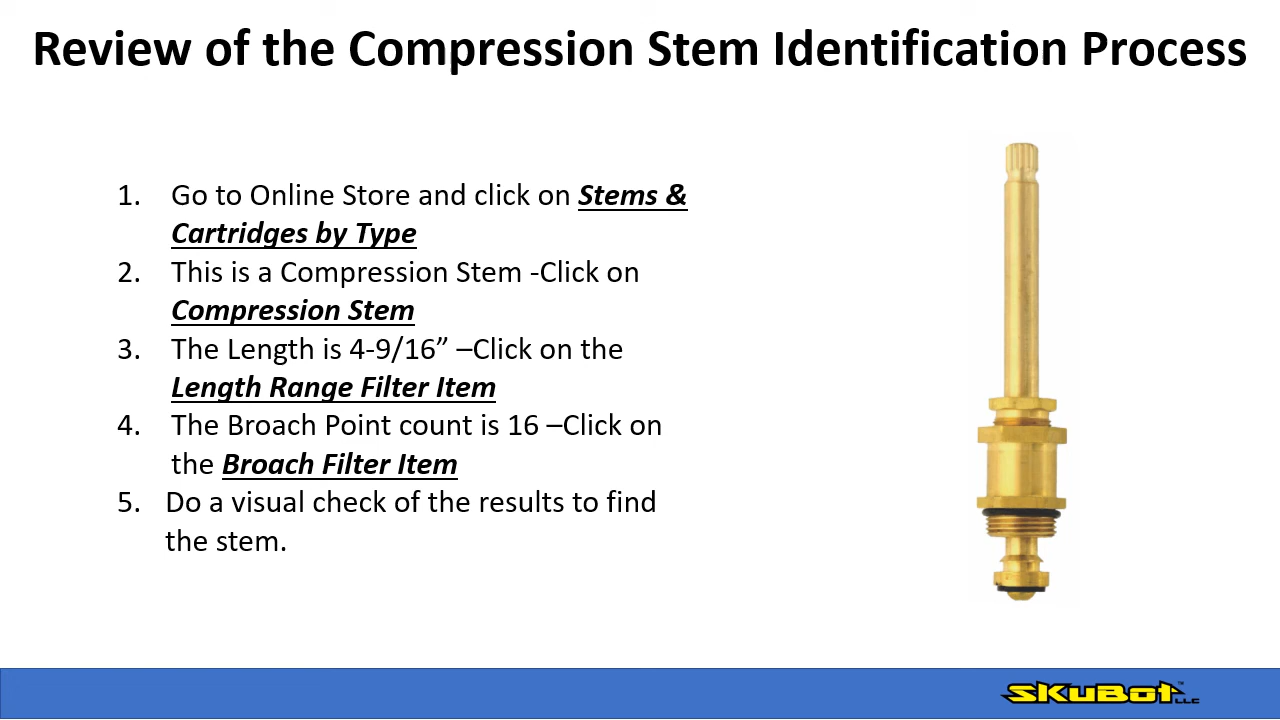 Review of the Compression Stem Identification Process
1. Go to Online Store and click on Stems &
Cartridges by Type
2. This is a Compression Stem -Click on
Compression Stem
3. The Length is 4-9/16” –Click on the
Length Range Filter Item
4. The Broach Point count is 16 –Click on
the Broach Filter Item
5. Do a visual check of the results to find
the stem.
SKUBOT™ LLC